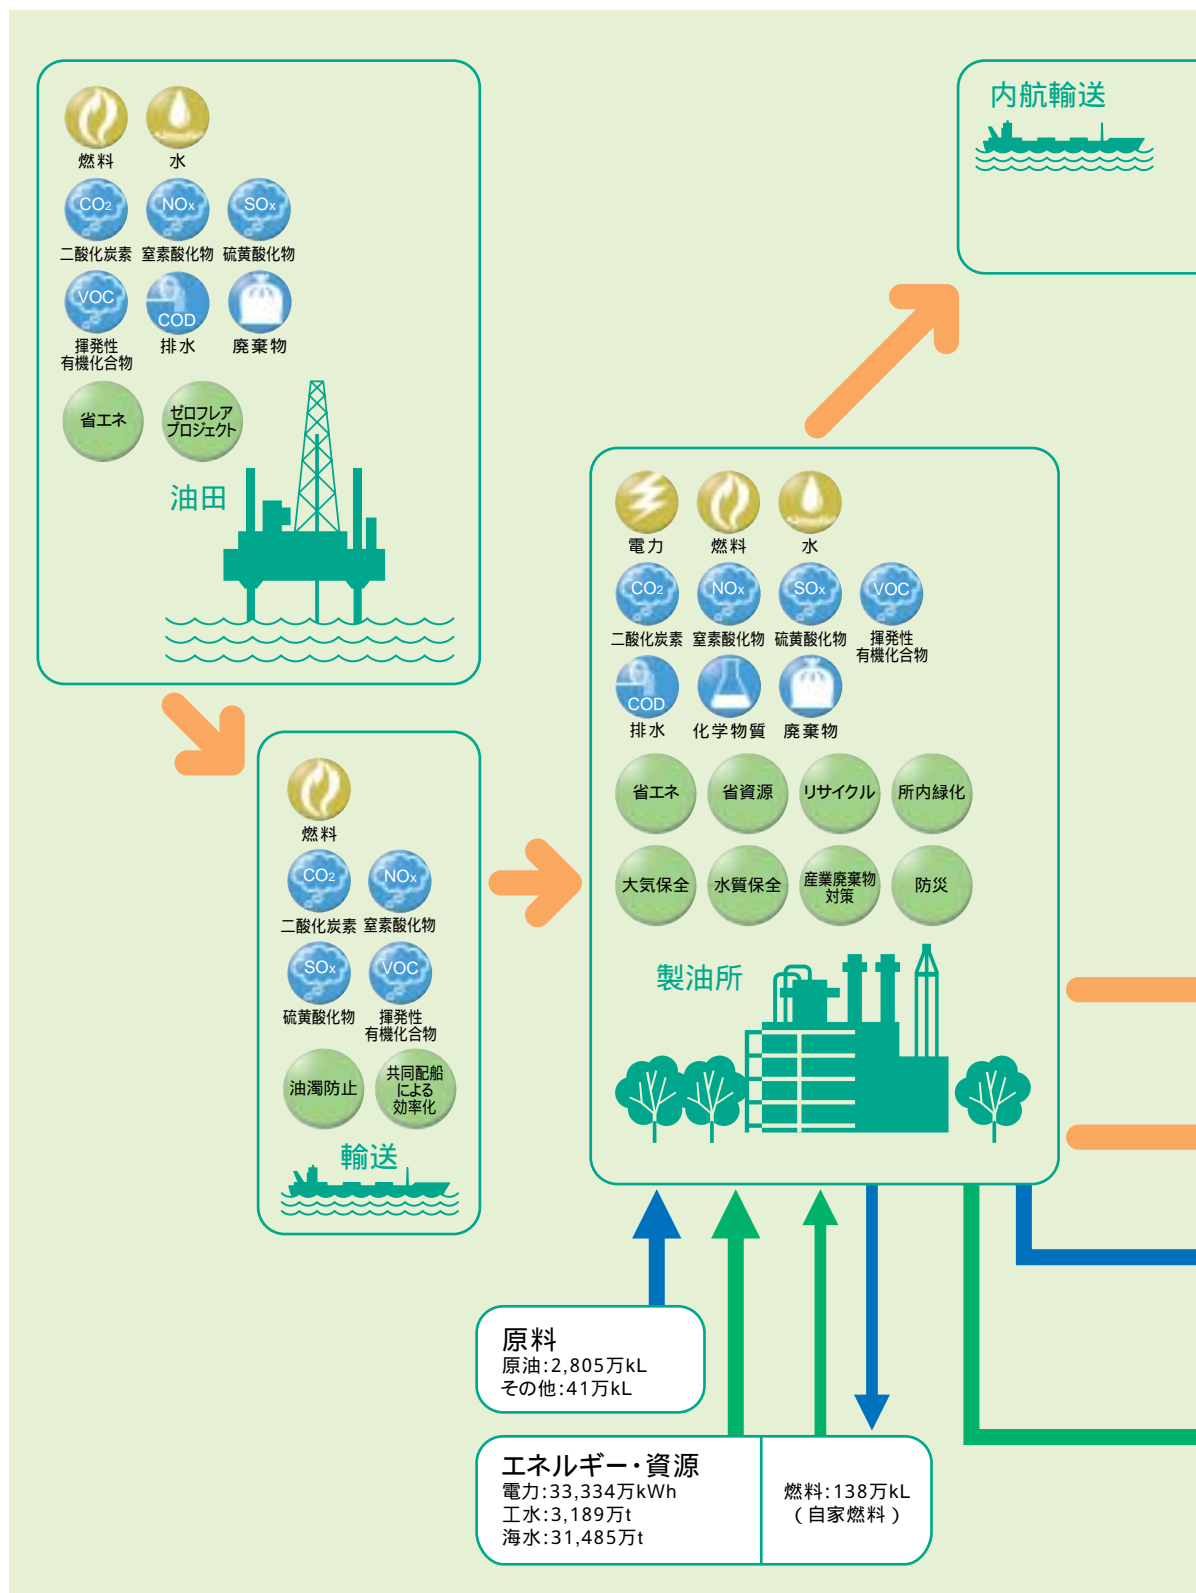 燃料
水
CO2
NOx
SOx
二酸化炭素
窒素酸化物
硫黄酸化物
VOC
COD
揮発性
有機化合物
排水
廃棄物
省エネ
ゼロフレア
プロジェクト
油田
燃料
CO2
NOx
二酸化炭素
窒素酸化物
SOx
VOC
硫黄酸化物
揮発性
有機化合物
油濁防止
共同配船
による
効率化
輸送
内航輸送
電力
燃料
水
CO2
NOx
SOx
VOC
二酸化炭素
窒素酸化物
硫黄酸化物
揮発性
有機化合物
COD
排水
化学物質
廃棄物
省エネ
省資源
リサイクル
所内緑化
大気保全
水質保全
産業廃棄物
対策
防災
製油所
原料
原油:2,805万kL
その他:41万kL
エネルギー・資源
電力:33,334万kWh
工水:3,189万t
海水:31,485万t
燃料:138万kL
(自家燃料)